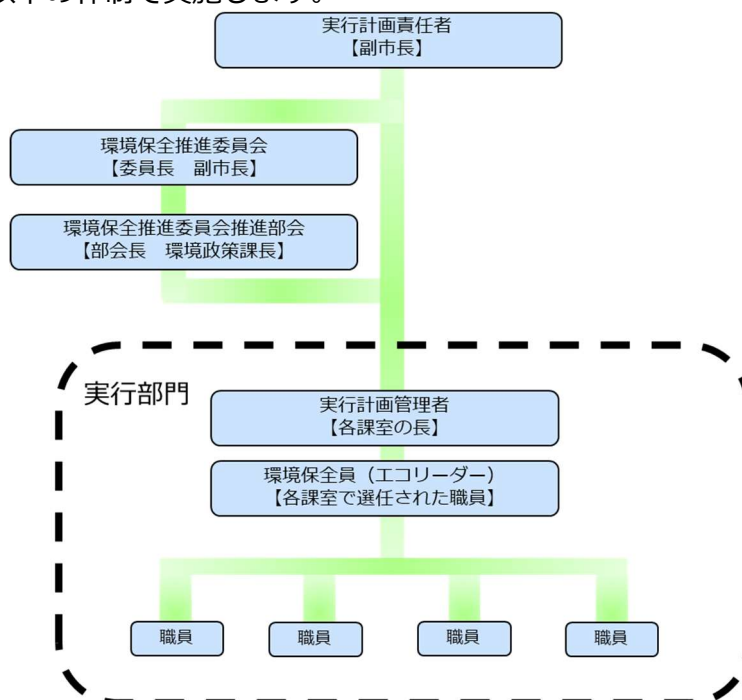 実行計画責任者
【副市長】
環境保全推進委員会
【委員長　副市長】
環境保全推進委員会推進部会
【部会長　環境政策課長】
実行部門
実行計画管理者
【各課室の長】
環境保全員（エコリーダー）
【各課室で選任された職員】
職員
職員
職員
職員